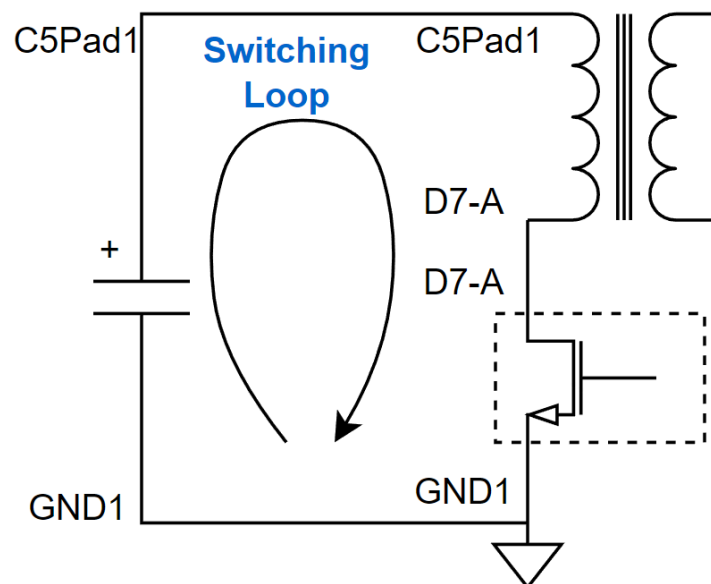 C5Pad1
Switching
Loop
C5Pad1
D7-A
+
D7-A
GND1
GND1